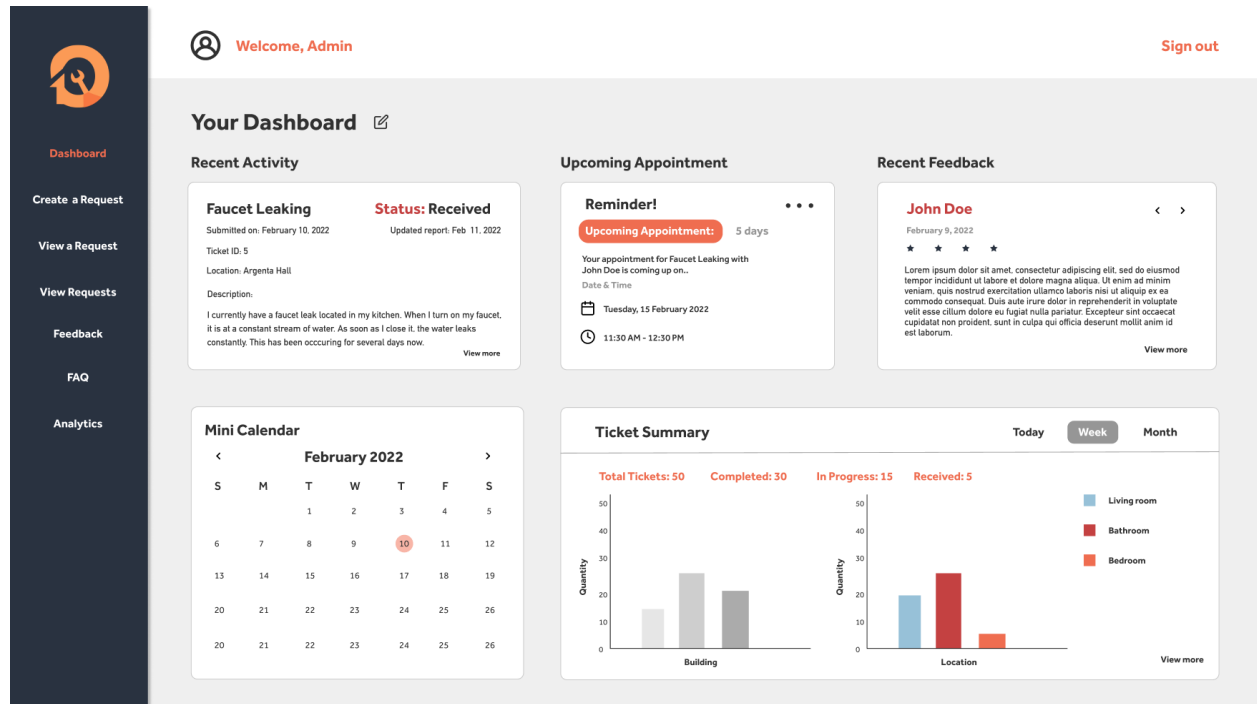 Welcome, Admin
Sign out
Dashboard
Create a Request
View a Request
View Requests
Feedback
FAQ
Analytics
Your Dashboard
Recent Activity
Faucet Leaking
Status: Received
Submitted on: February 10, 2022
Updated report: Feb 11, 2022
Ticket ID: 5
Location: Argenta Hall
Description:
I currently have a faucet leak located in my kitchen. When I turn on my faucet,
it is at a constant stream of water. As soon as I close it, the water leaks
constantly. This has been occcuring for several days now.
View more
Upcoming Appointment
Reminder!
Upcoming Appointment:
5 days
Your appointment for Faucet Leaking with
John Doe is coming up on..
Date & Time
Tuesday, 15 February 2022
11:30 AM - 12:30 PM
Recent Feedback
John Doe
February 9, 2022
Lorem ipsum dolor sit amet, consectetur adipiscing elit, sed do eiusmod
tempor incididunt ut labore et dolore magna aliqua. Ut enim ad minim
veniam, quis nostrud exercitation ullamco laboris nisi ut aliquip ex ea
commodo consequat. Duis aute irure dolor in reprehenderit in voluptate
velit esse cillum dolore eu fugiat nulla pariatur. Excepteur sint occaecat
cupidatat non proident, sunt in culpa qui officia deserunt mollit anim id
est laborum.
View more
Mini Calendar
February 2022
S M T W T F S
1 2 3 4 5
6 7 8 9 10 11 12
13 14 15 16 17 18 19
20 21 22 23 24 25 26
20 21 22 23 24 25 26
Ticket Summary
Today
Week
Month
Total Tickets: 50
Completed: 30
In Progress: 15
Received: 5
50
40
30
20
10
0
Quantity
Building
50
40
30
20
10
0
Quantity
Location
Living room
Bathroom
Bedroom
View more